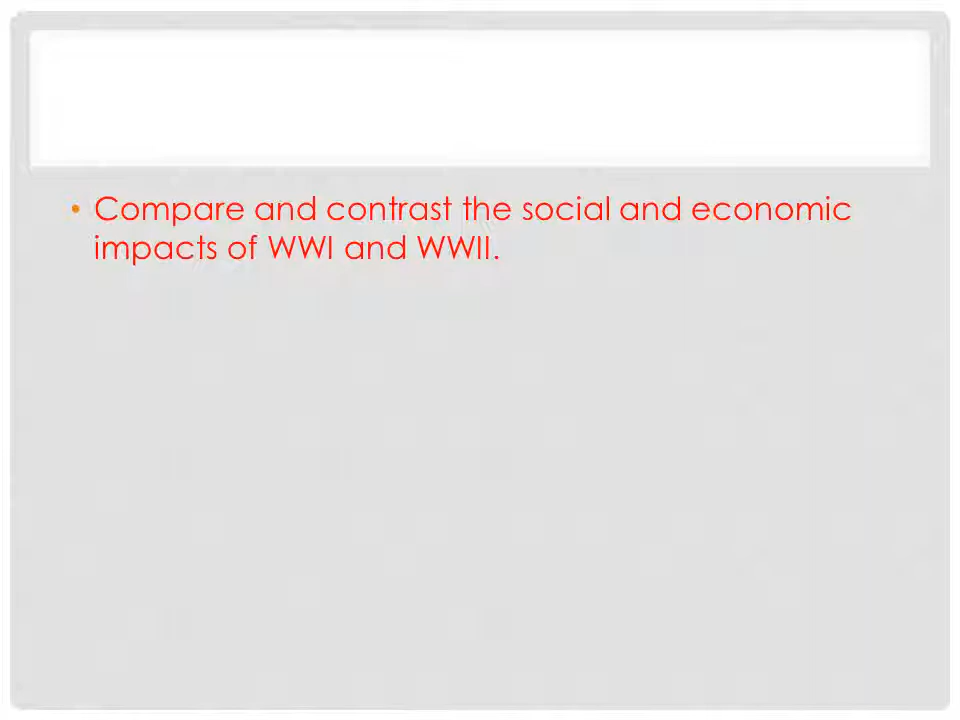 • Compare and contrast the social and economic
impacts of WWI and WWII.